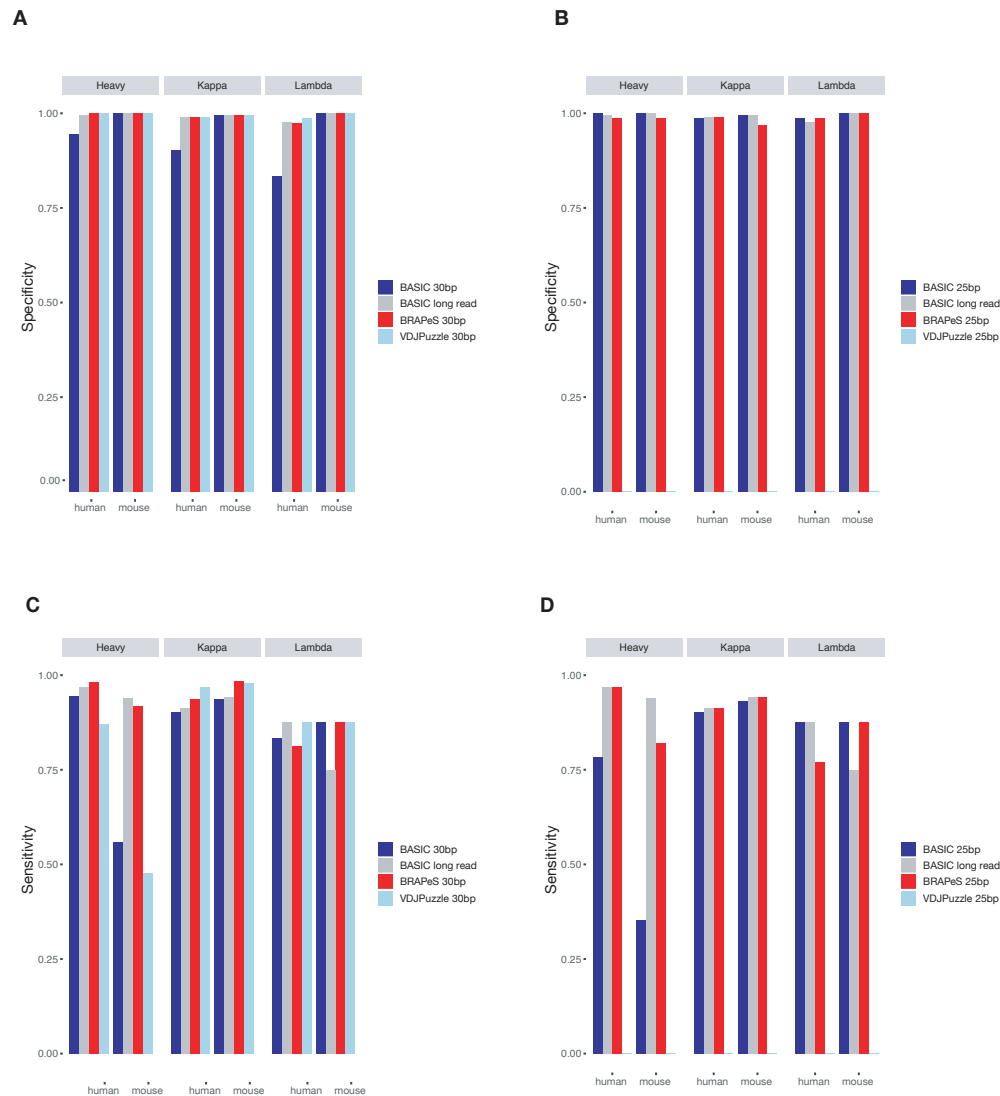 A
Heavy Kappa Lambda
1.00
0.75
0.50
0.25
0.00
Specificity
human mouse human mouse human mouse
BASIC 30bp
BASIC long read
BRAPeS 30bp
VDJPuzzle 30bp
B
Heavy Kappa Lambda
1.00
0.75
0.50
0.25
0.00
Specificity
human mouse human mouse human mouse
BASIC 25bp
BASIC long read
BRAPeS 25bp
VDJPuzzle 25bp
C
Heavy Kappa Lambda
1.00
0.75
0.50
0.25
0.00
Sensitivity
human mouse human mouse human mouse
BASIC 30bp
BASIC long read
BRAPeS 30bp
VDJPuzzle 30bp
D
Heavy Kappa Lambda
1.00
0.75
0.50
0.25
0.00
Sensitivity
human mouse human mouse human mouse
BASIC 25bp
BASIC long read
BRAPeS 25bp
VDJPuzzle 25bp